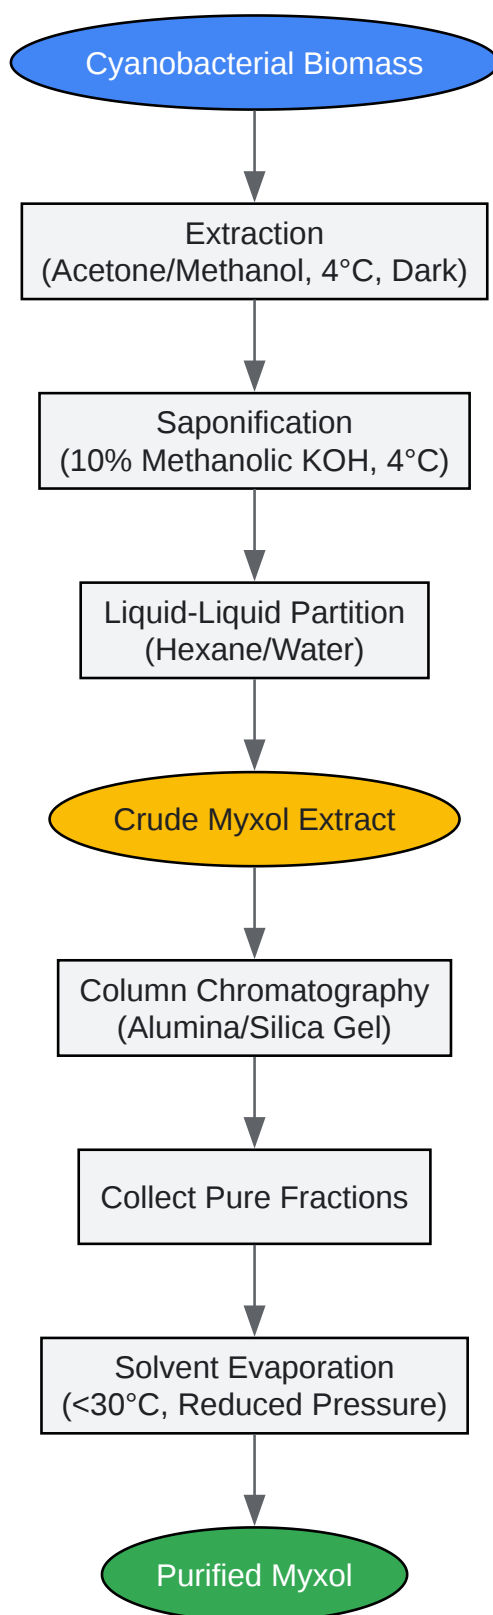 Cyanobacterial Biomass
Extraction
(Acetone/Methanol, 4°C, Dark)
Saponification
(10% Methanolic KOH, 4°C)
Liquid-Liquid Partition
(Hexane/Water)
Crude Myxol Extract
Column Chromatography
(Alumina/Silica Gel)
Collect Pure Fractions
Solvent Evaporation
(<30°C, Reduced Pressure)
Purified Myxol